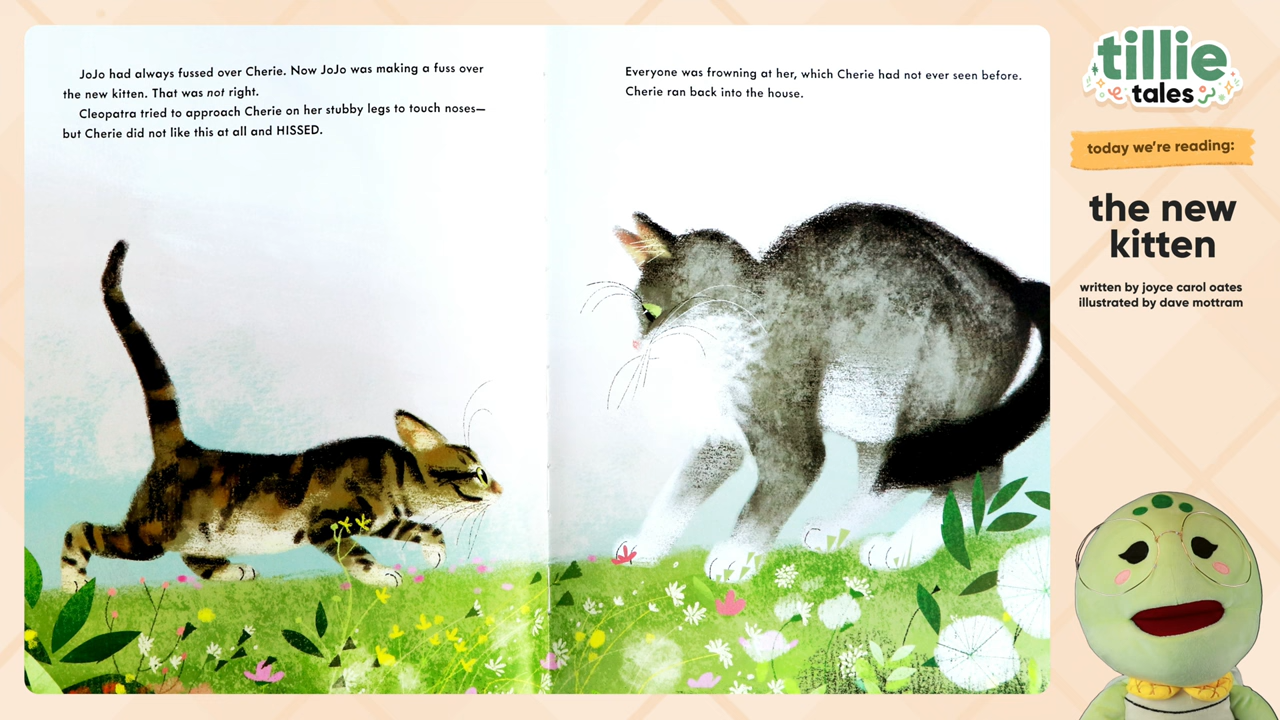 JoJo had always fussed over Cherie. Now JoJo was making a fuss over
the new kitten. That was not right.
Cleopatra tried to approach Cherie on her stubby legs to touch noses—
but Cherie did not like this at all and HISSED.
Everyone was frowning at her, which Cherie had not ever seen before.
Cherie ran back into the house.
tillie
tales
today we're reading:
the new
kitten
written by joyce carol oates
illustrated by dave mottram